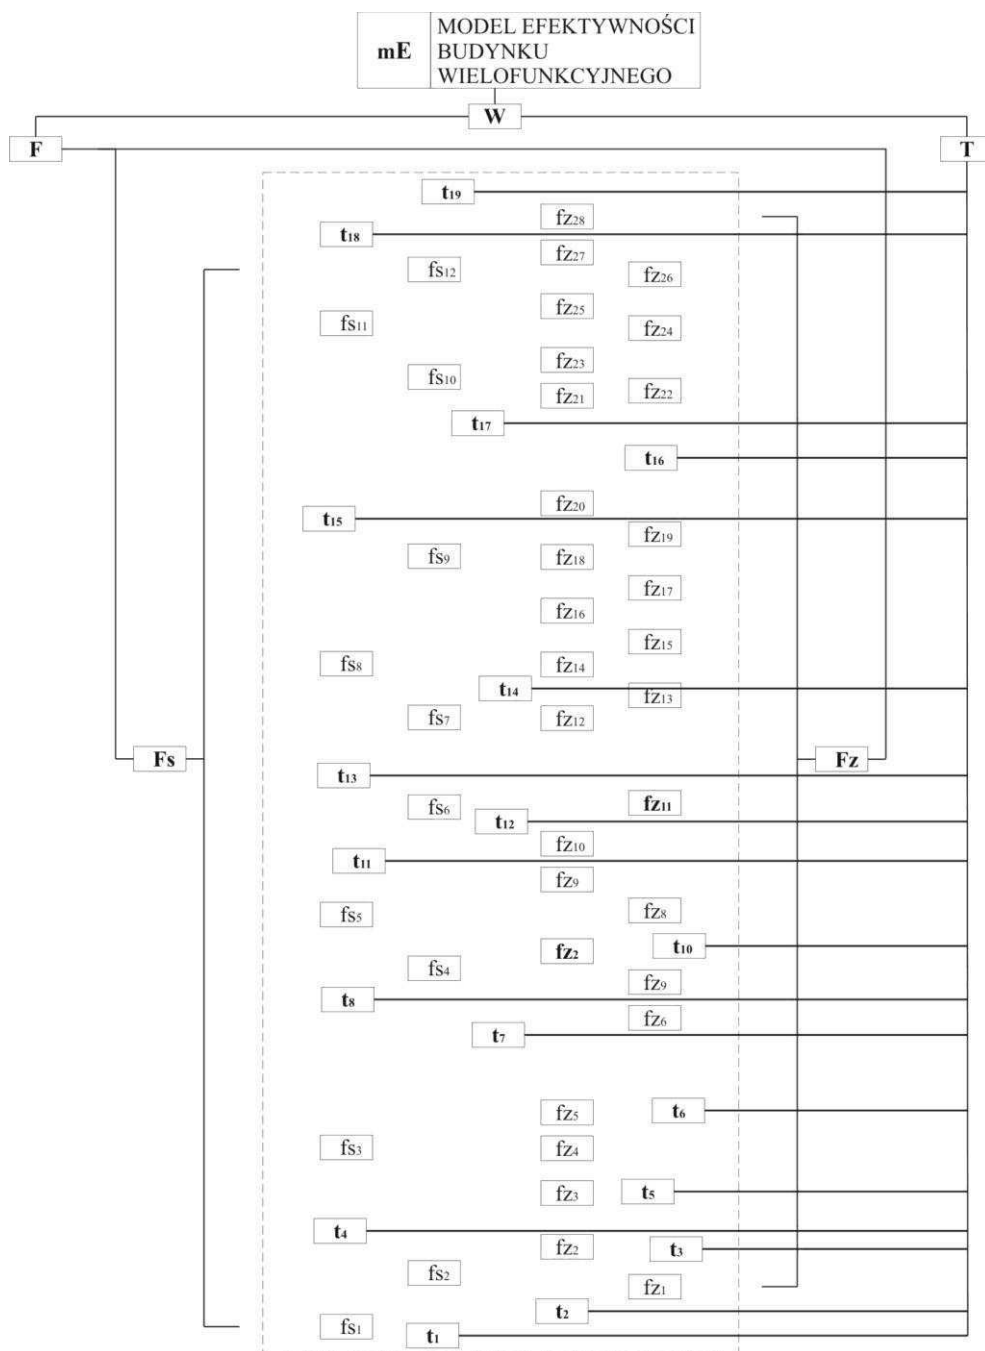 mE
MODEL EFEKTYWNOŚCI
BUDYNKU
WIELOFUNKCYJNEGO
W
F
T
t19
fz28
t18
fz27
fs12
fz26
fz25
fs11
fz24
fz23
fs10
fz22
fz21
t17
t16
fz20
t15
fz19
fs9
fz18
fz17
fz16
fz15
fs8
fz14
t14
fz13
fs7
fz12
Fs
Fz
t13
fs6
fz11
t12
fz10
t11
fz9
fs5
fz8
fz2
t10
fs4
fz9
t8
fz6
t7
fz5
t6
fs3
fz4
fz3
t5
t4
fz2
t3
fs2
fz1
t2
fs1
t1